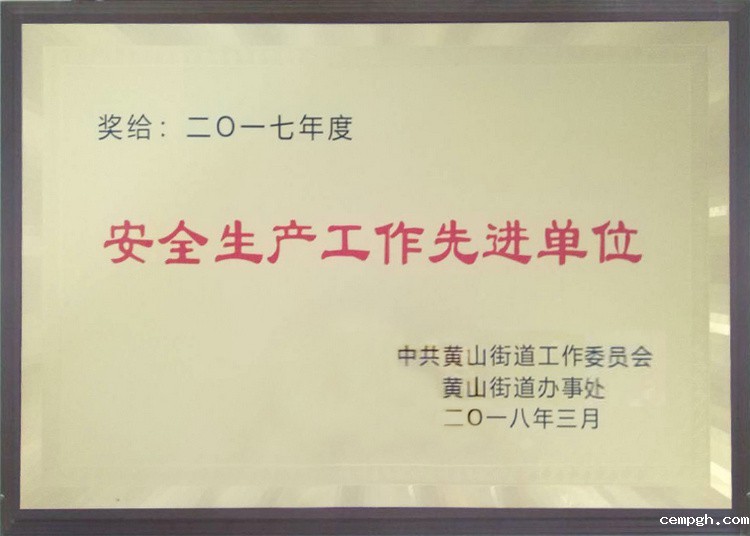 奖给：二〇一七年度
安全生产工作先进单位
中共黄山街道工作委员会
黄山街道办事处
二〇一八年三月
www.cempgh.com